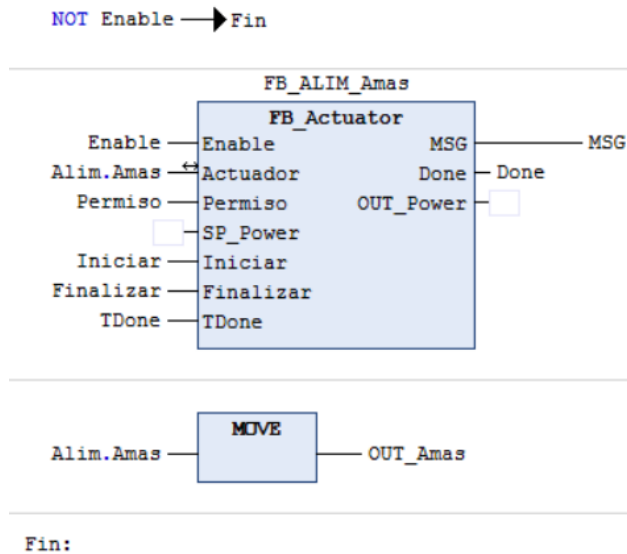 NOT Enable Fin
FB_ALIM_Amas
FB_Actuator
Enable Enable MSG MSG
Alim.Amas Actuador Done Done
Permiso Permiso OUT_Power
SP_Power
Iniciar Iniciar
Finalizar Finalizar
TDone TDone
MOVE
Alim.Amas OUT_Amas
Fin: